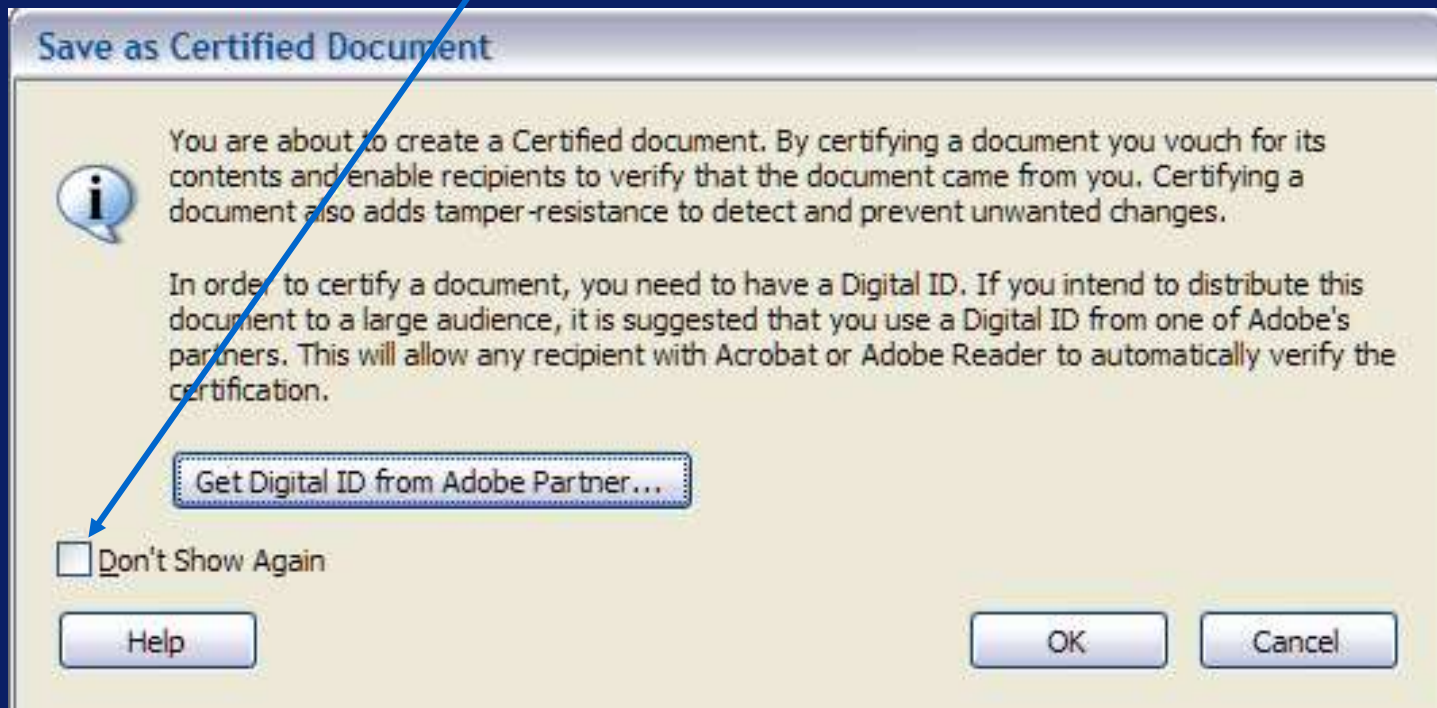 Save as Certified Document
You are about to create a Certified document. By certifying a document you vouch for its
contents and enable recipients to verify that the document came from you. Certifying a
document also adds tamper-resistance to detect and prevent unwanted changes.
In order to certify a document, you need to have a Digital ID. If you intend to distribute this
document to a large audience, it is suggested that you use a Digital ID from one of Adobe's
partners. This will allow any recipient with Acrobat or Adobe Reader to automatically verify the
certification.
Get Digital ID from Adobe Partner...
Don't Show Again
Help OK Cancel